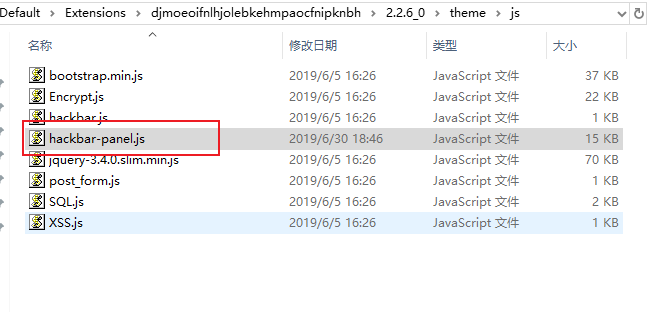 Default > Extensions > djmoeoifnlhjolebkehmpaocfnipknbh > 2.2.6_0 > theme > js
名称 修改日期 类型 大小
bootstrap.min.js 2019/6/5 16:26 JavaScript 文件 37 KB
Encrypt.js 2019/6/5 16:26 JavaScript 文件 22 KB
hackbar.js 2019/6/5 16:26 JavaScript 文件 1 KB
hackbar-panel.js 2019/6/30 18:46 JavaScript 文件 15 KB
jquery-3.4.0.slim.min.js 2019/6/5 16:26 JavaScript 文件 70 KB
post_form.js 2019/6/5 16:26 JavaScript 文件 1 KB
SQL.js 2019/6/5 16:26 JavaScript 文件 2 KB
XSS.js 2019/6/5 16:26 JavaScript 文件 1 KB